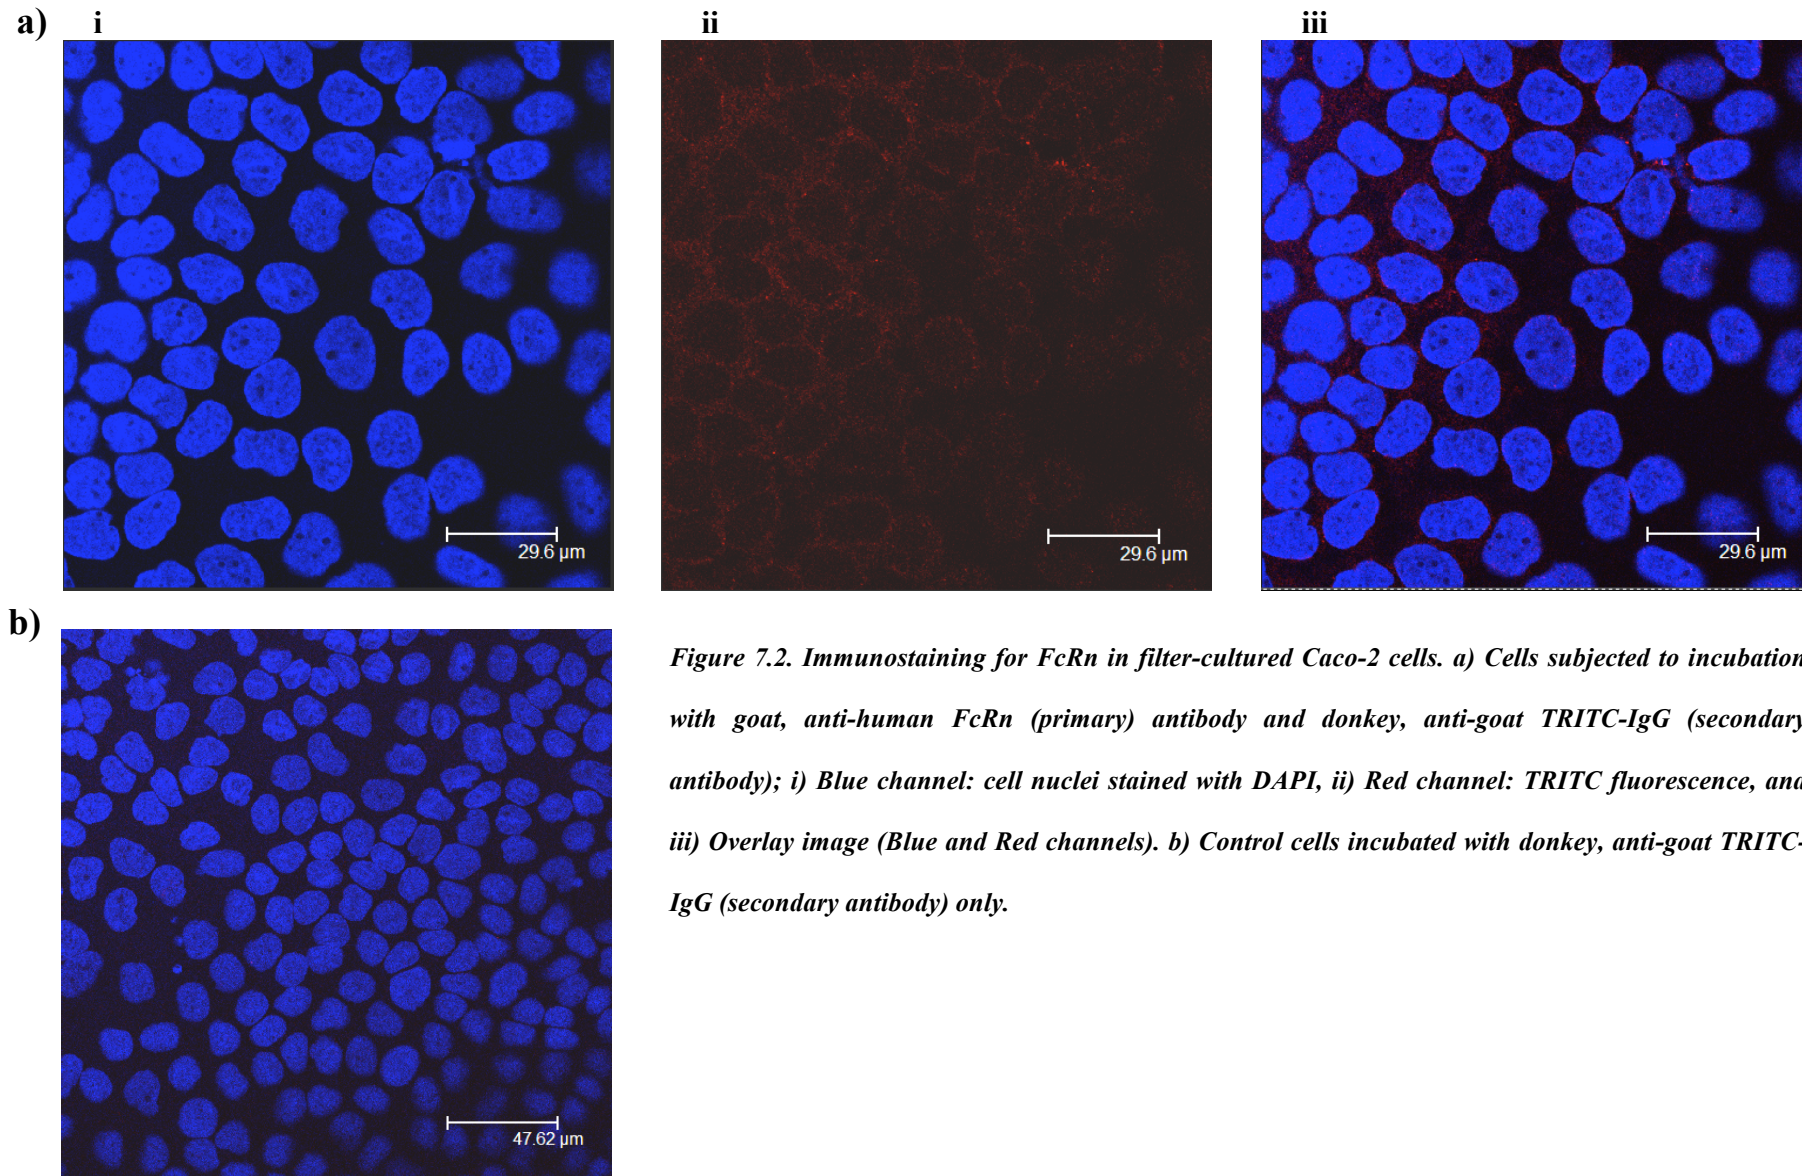 a) i ii iii
29.6 µm 29.6 µm 29.6 µm
b)
Figure 7.2. Immunostaining for FcRn in filter-cultured Caco-2 cells. a) Cells subjected to incubation
with goat, anti-human FcRn (primary) antibody and donkey, anti-goat TRITC-IgG (secondary
antibody); i) Blue channel: cell nuclei stained with DAPI, ii) Red channel: TRITC fluorescence, and
iii) Overlay image (Blue and Red channels). b) Control cells incubated with donkey, anti-goat TRITC-
IgG (secondary antibody) only.
47.62 µm